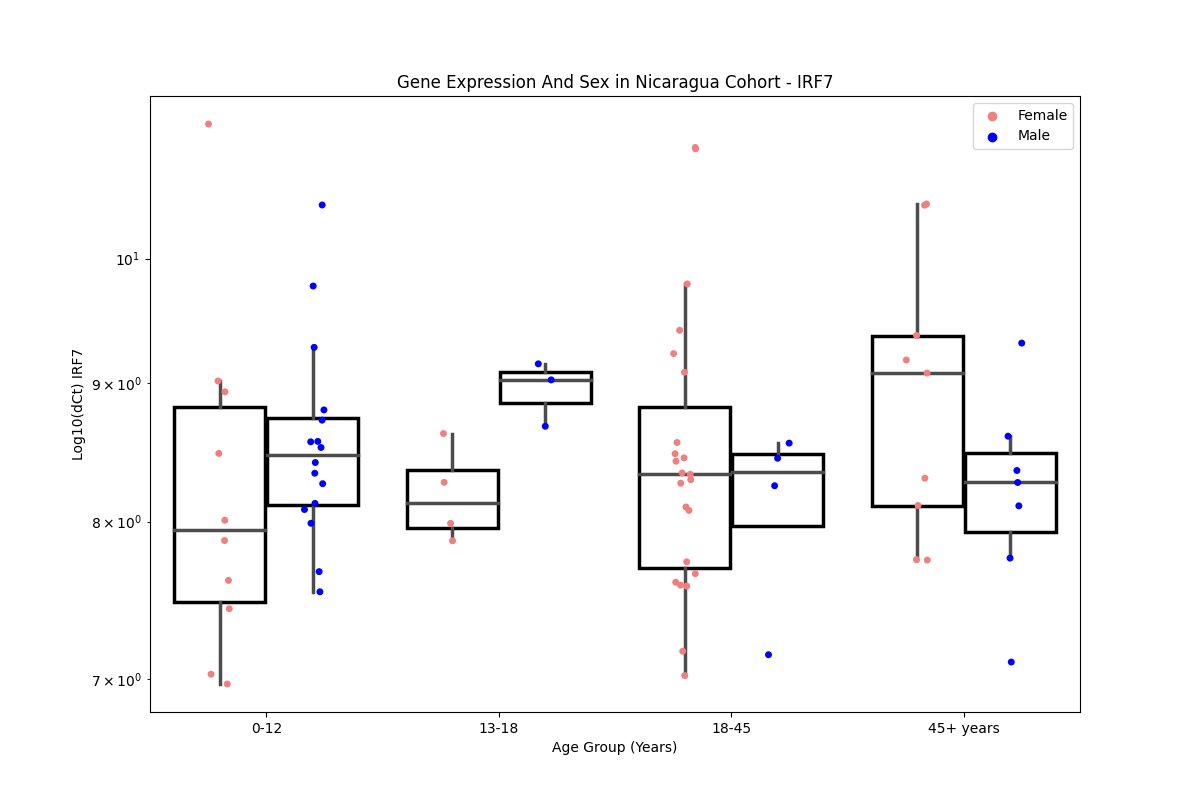 Gene Expression And Sex in Nicaragua Cohort - IRF7
Female
Male
10¹
9 × 10⁰
8 × 10⁰
7 × 10⁰
Log10(dCt) IRF7
0-12 13-18 18-45 45+ years
Age Group (Years)